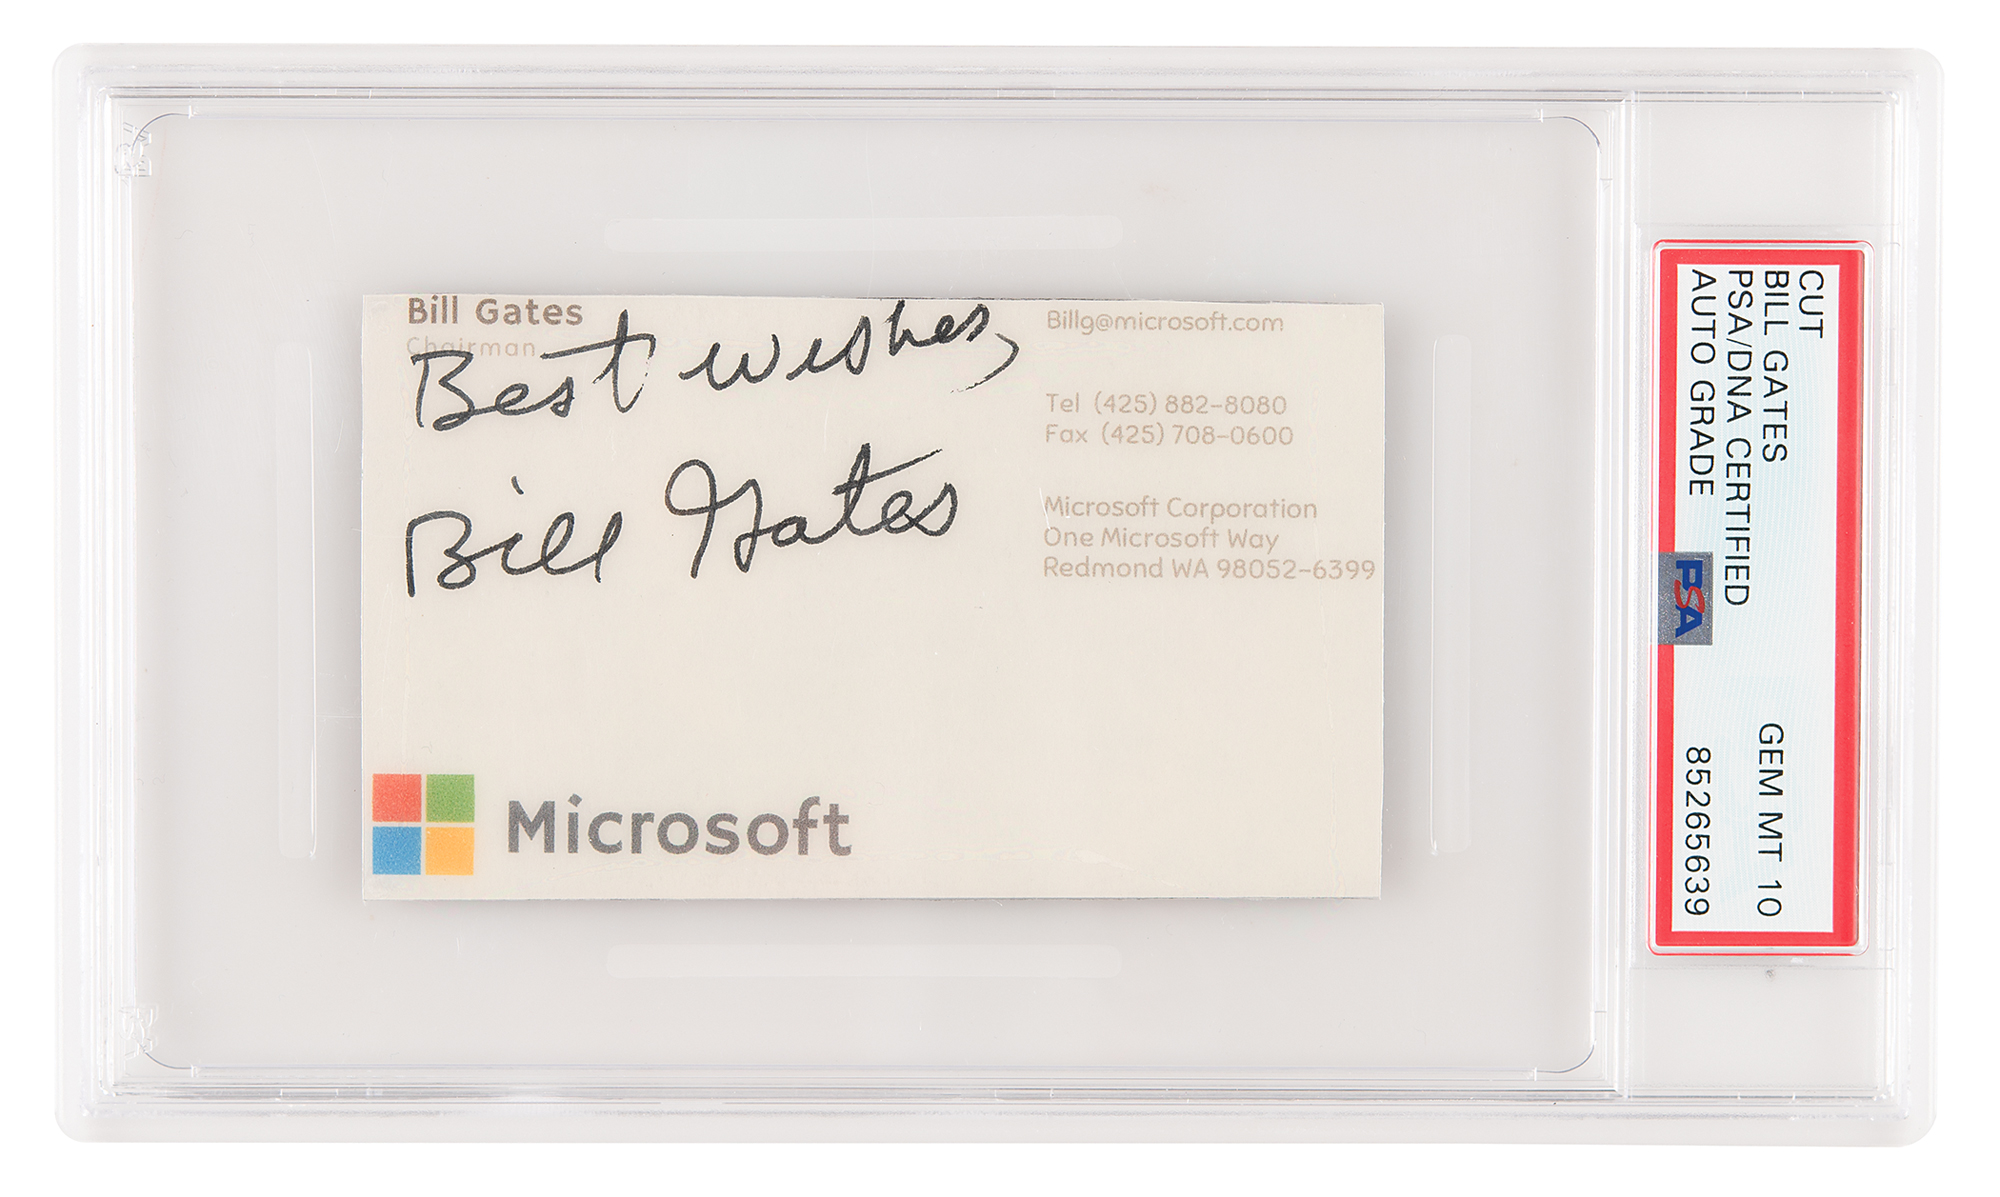 Bill Gates
Chairman
Best wishes,
Bill Gates
Billg@microsoft.com
Tel (425) 882-8080
Fax (425) 708-0600
Microsoft Corporation
One Microsoft Way
Redmond WA 98052-6399
Microsoft
CUT
BILL GATES
PSA/DNA CERTIFIED GEM MT 10
AUTO GRADE 85265639
PSA